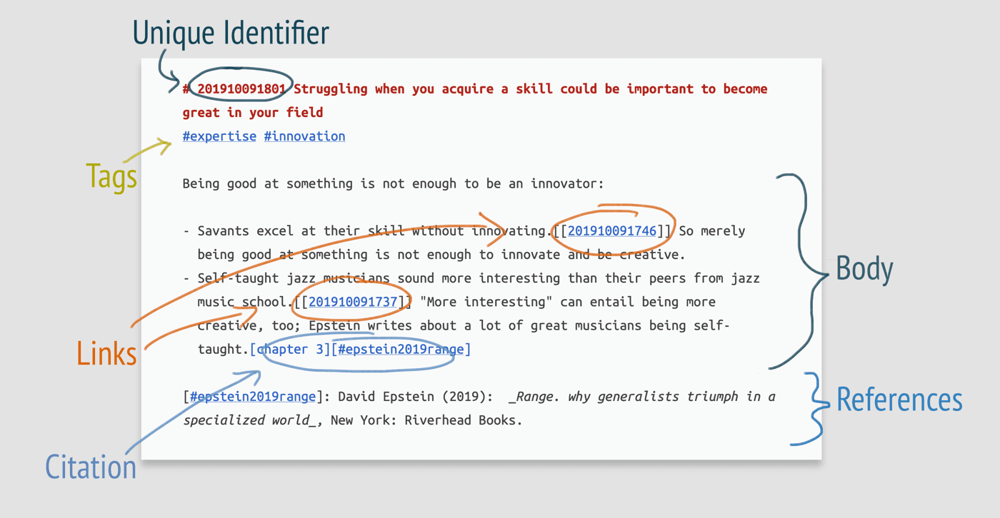 Unique Identifier
# 201910091801 Struggling when you acquire a skill could be important to become
great in your field
#expertise #innovation
Tags
Being good at something is not enough to be an innovator:
- Savants excel at their skill without innovating.[[201910091746]] So merely
being good at something is not enough to innovate and be creative.
- Self-taught jazz musicians sound more interesting than their peers from jazz
music school.[[201910091737]] "More interesting" can entail being more
creative, too; Epstein writes about a lot of great musicians being self-
taught.[chapter 3][#epstein2019range]
Body
Links
[#epstein2019range]: David Epstein (2019):  _Range. why generalists triumph in a
specialized world_, New York: Riverhead Books.
References
Citation